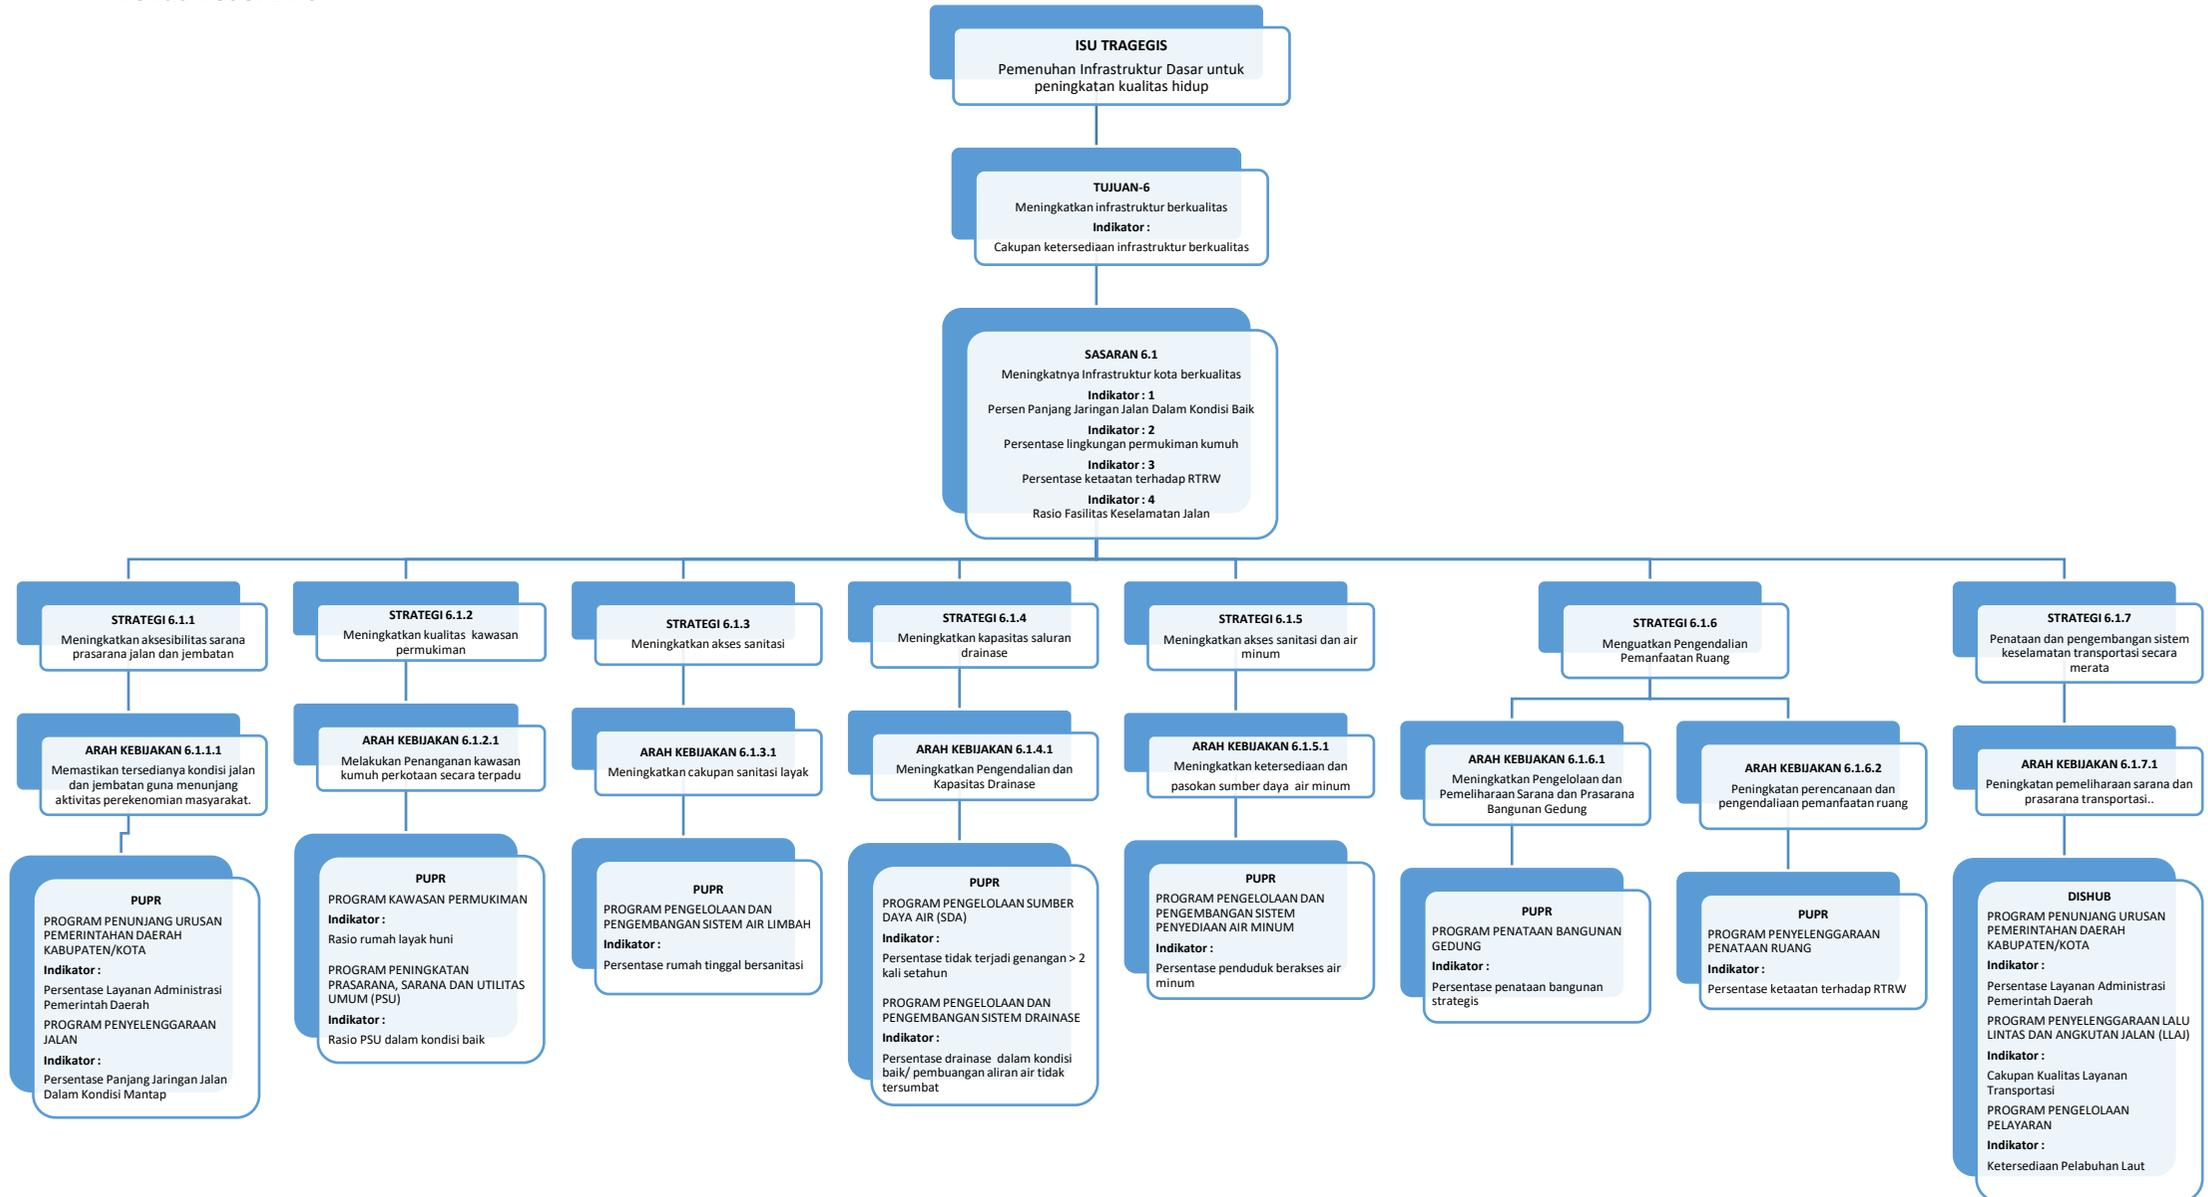 ISU TRAGEGIS
Pemenuhan Infrastruktur Dasar untuk
peningkatan kualitas hidup
TUJUAN-6
Meningkatkan infrastruktur berkualitas
Indikator :
Cakupan ketersediaan infrastruktur berkualitas
SASARAN 6.1
Meningkatnya Infrastruktur kota berkualitas
Indikator : 1
Persen Panjang Jaringan Jalan Dalam Kondisi Baik
Indikator : 2
Persentase lingkungan permukiman kumuh
Indikator : 3
Persentase ketaatan terhadap RTRW
Indikator : 4
Rasio Fasilitas Keselamatan Jalan
STRATEGI 6.1.1
Meningkatkan aksesibilitas sarana
prasarana jalan dan jembatan
ARAH KEBIJAKAN 6.1.1.1
Memastikan tersedianya kondisi jalan
dan jembatan guna menunjang
aktivitas perekenomian masyarakat.
PUPR
PROGRAM PENUNJANG URUSAN
PEMERINTAHAN DAERAH
KABUPATEN/KOTA
Indikator :
Persentase Layanan Administrasi
Pemerintah Daerah
PROGRAM PENYELENGGARAAN
JALAN
Indikator :
Persentase Panjang Jaringan Jalan
Dalam Kondisi Mantap
STRATEGI 6.1.2
Meningkatkan kualitas kawasan
permukiman
ARAH KEBIJAKAN 6.1.2.1
Melakukan Penanganan kawasan
kumuh perkotaan secara terpadu
PUPR
PROGRAM KAWASAN PERMUKIMAN
Indikator :
Rasio rumah layak huni
PROGRAM PENINGKATAN
PRASARANA, SARANA DAN UTILITAS
UMUM (PSU)
Indikator :
Rasio PSU dalam kondisi baik
STRATEGI 6.1.3
Meningkatkan akses sanitasi
ARAH KEBIJAKAN 6.1.3.1
Meningkatkan cakupan sanitasi layak
PUPR
PROGRAM PENGELOLAAN DAN
PENGEMBANGAN SISTEM AIR LIMBAH
Indikator :
Persentase rumah tinggal bersanitasi
STRATEGI 6.1.4
Meningkatkan kapasitas saluran
drainase
ARAH KEBIJAKAN 6.1.4.1
Meningkatkan Pengendalian dan
Kapasitas Drainase
PUPR
PROGRAM PENGELOLAAN SUMBER
DAYA AIR (SDA)
Indikator :
Persentase tidak terjadi genangan > 2
kali setahun
PROGRAM PENGELOLAAN DAN
PENGEMBANGAN SISTEM DRAINASE
Indikator :
Persentase drainase dalam kondisi
baik/ pembuangan aliran air tidak
tersumbat
STRATEGI 6.1.5
Meningkatkan akses sanitasi dan air
minum
ARAH KEBIJAKAN 6.1.5.1
Meningkatkan ketersediaan dan
pasokan sumber daya air minum
PUPR
PROGRAM PENGELOLAAN DAN
PENGEMBANGAN SISTEM
PENYEDIAAN AIR MINUM
Indikator :
Persentase penduduk berakses air
minum
STRATEGI 6.1.6
Menguatkan Pengendalian
Pemanfaatan Ruang
ARAH KEBIJAKAN 6.1.6.1
Meningkatkan Pengelolaan dan
Pemeliharaan Sarana dan Prasarana
Bangunan Gedung
PUPR
PROGRAM PENATAAN BANGUNAN
GEDUNG
Indikator :
Persentase penataan bangunan
strategis
ARAH KEBIJAKAN 6.1.6.2
Peningkatan perencanaan dan
pengendaliaan pemanfaatan ruang
PUPR
PROGRAM PENYELENGGARAAN
PENATAAN RUANG
Indikator :
Persentase ketaatan terhadap RTRW
STRATEGI 6.1.7
Penataan dan pengembangan sistem
keselamatan transportasi secara
merata
ARAH KEBIJAKAN 6.1.7.1
Peningkatan pemeliharaan sarana dan
prasarana transportasi..
DISHUB
PROGRAM PENUNJANG URUSAN
PEMERINTAHAN DAERAH
KABUPATEN/KOTA
Indikator :
Persentase Layanan Administrasi
Pemerintah Daerah
PROGRAM PENYELENGGARAAN LALU
LINTAS DAN ANGKUTAN JALAN (LLAJ)
Indikator :
Cakupan Kualitas Layanan
Transportasi
PROGRAM PENGELOLAAN
PELAYARAN
Indikator :
Ketersediaan Pelabuhan Laut